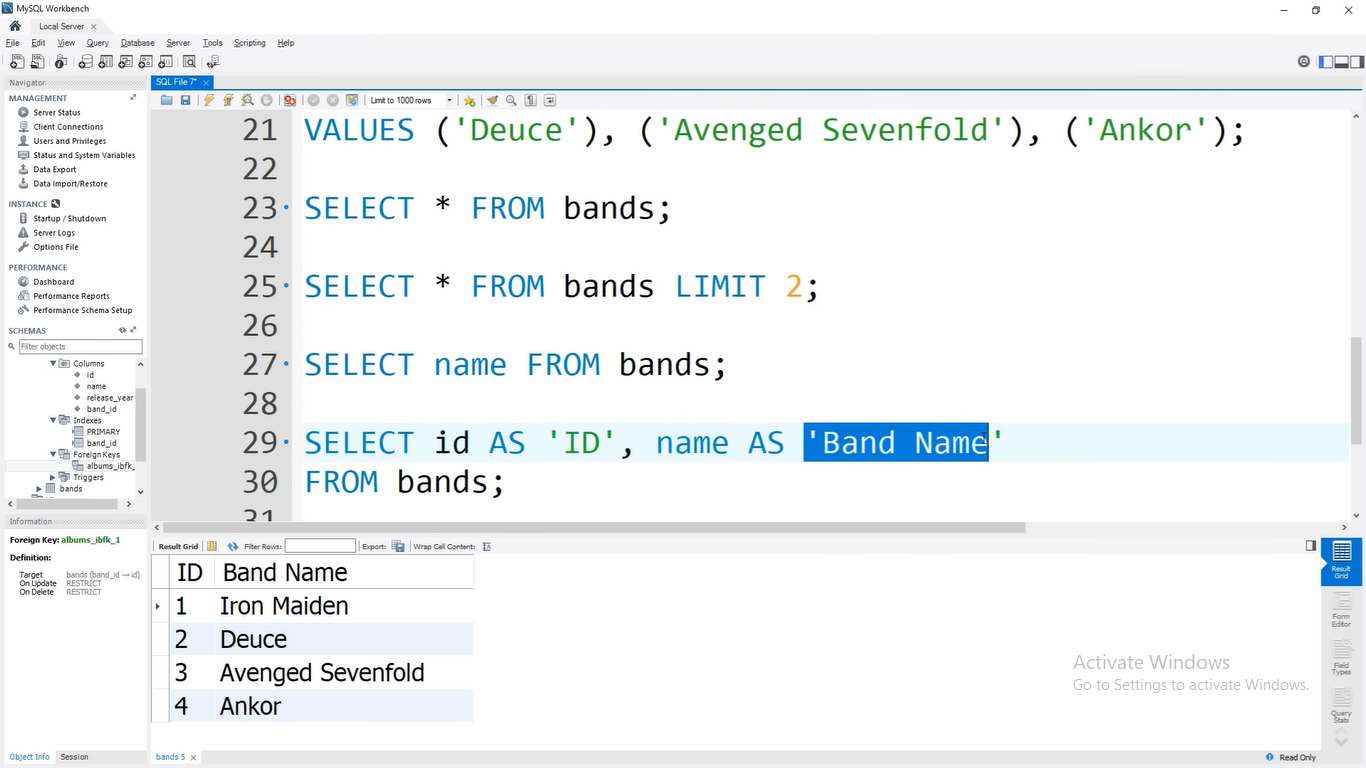 MySQL Workbench
Local Server
File Edit View Query Database Server Tools Scripting Help
Navigator
SQL File 7*
MANAGEMENT
Server Status
Client Connections
Users and Privileges
Status and System Variables
Data Export
Data Import/Restore
INSTANCE
Startup / Shutdown
Server Logs
Options File
PERFORMANCE
Dashboard
Performance Reports
Performance Schema Setup
SCHEMAS
Filter objects
Columns
id
name
release_year
band_id
Indexes
PRIMARY
band_id
Foreign Keys
albums_ibfk_
Triggers
bands
Information
Foreign Key: albums_ibfk_1
Definition:
Target bands (band_id → id)
On Update RESTRICT
On Delete RESTRICT
Object Info Session
Limit to 1000 rows
21 VALUES ('Deuce'), ('Avenged Sevenfold'), ('Ankor');
22
23 SELECT * FROM bands;
24
25 SELECT * FROM bands LIMIT 2;
26
27 SELECT name FROM bands;
28
29 SELECT id AS 'ID', name AS 'Band Name'
30 FROM bands;
31
Result Grid Filter Rows: Export: Wrap Cell Content:
ID Band Name
1 Iron Maiden
2 Deuce
3 Avenged Sevenfold
4 Ankor
Result Grid
Form Editor
Field Types
Query Stats
Activate Windows
Go to Settings to activate Windows.
bands 5
Read Only